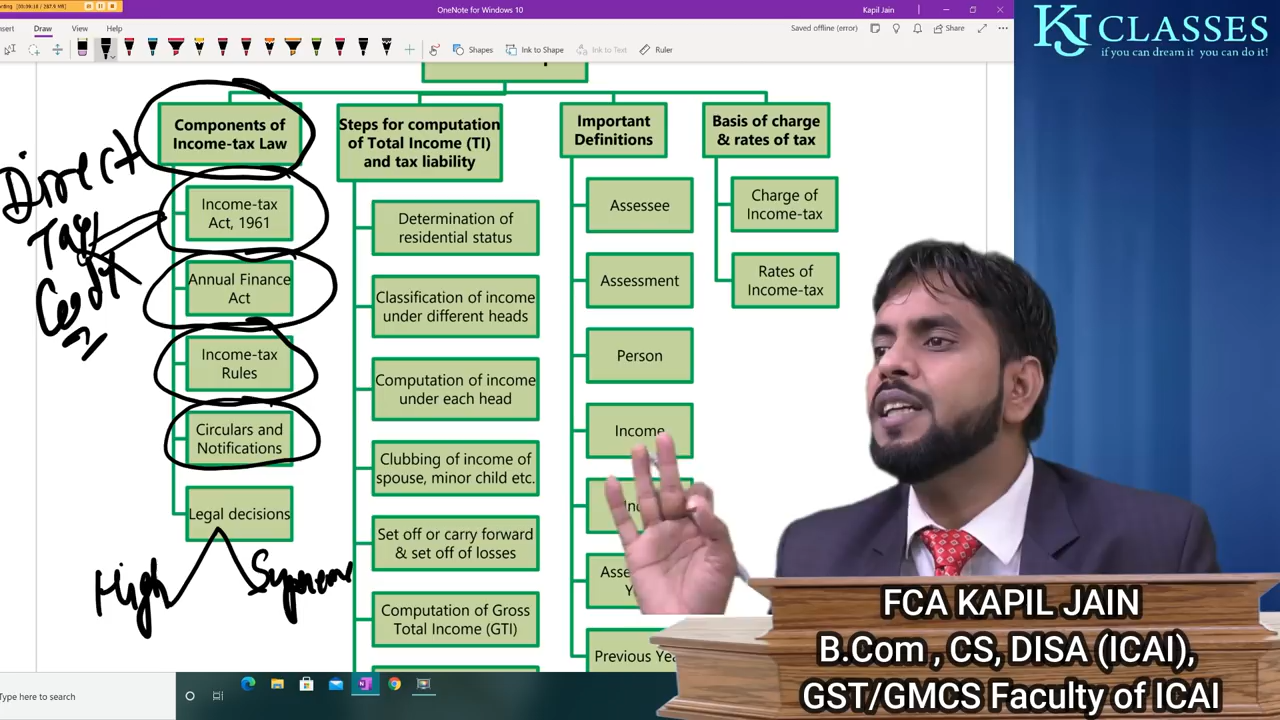 OneNote for Windows 10
Kapil Jain
Draw
View
Help
Saved offline (error)
Share
Shapes
Ink to Shape
Ink to Text
Ruler
KJ CLASSES
if you can dream it you can do it!
Components of
Income-tax Law
Income-tax
Act, 1961
Annual Finance
Act
Income-tax
Rules
Circulars and
Notifications
Legal decisions
Direct
Tax
High
Supreme
Steps for computation
of Total Income (TI)
and tax liability
Determination of
residential status
Classification of income
under different heads
Computation of income
under each head
Clubbing of income of
spouse, minor child etc.
Set off or carry forward
& set off of losses
Computation of Gross
Total Income (GTI)
Important
Definitions
Assessee
Assessment
Person
Income
Previous
Basis of charge
& rates of tax
Charge of
Income-tax
Rates of
Income-tax
FCA KAPIL JAIN
B.Com , CS, DISA (ICAI),
GST/GMCS Faculty of ICAI
Type here to search